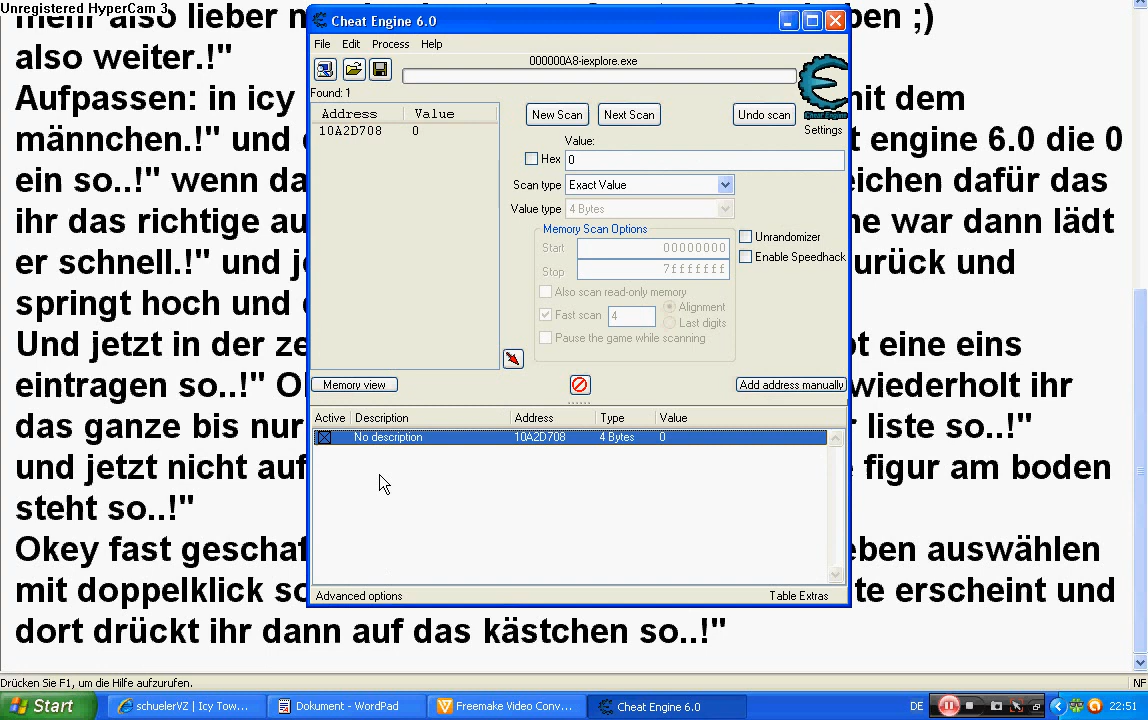 Unregistered HyperCam 3
mehr also lieber
ben ;)
also weiter.!"
Aufpassen: in icy
mit dem
männchen.!" und
t engine 6.0 die 0
ein so..!" wenn da
eichen dafür das
ihr das richtige au
ne war dann lädt
er schnell.!" und je
urück und
springt hoch und
Und jetzt in der ze
bt eine eins
eintragen so..!"
wiederholt ihr
das ganze bis nur
r liste so..!"
und jetzt nicht auf
e figur am boden
steht so..!"
Okey fast geschaf
eben auswählen
mit doppelklick so
te erscheint und
dort drückt ihr dann auf das kästchen so..!"
Cheat Engine 6.0
File Edit Process Help
000000A8-iexplore.exe
Found: 1
Address Value
10A2D708 0
New Scan Next Scan Undo scan
Cheat Engine
Settings
Value:
Hex 0
Scan type Exact Value
Value type 4 Bytes
Memory Scan Options
Start 00000000
Stop 7fffffff
Unrandomizer
Enable Speedhack
Also scan read-only memory
Fast scan 4
Alignment
Last digits
Pause the game while scanning
Memory view
Add address manually
Active Description Address Type Value
No description 10A2D708 4 Bytes 0
Advanced options Table Extras
Drücken Sie F1, um die Hilfe aufzurufen.
NF
Start
schuelerVZ | Icy Tow...
Dokument - WordPad
Freemake Video Conv...
Cheat Engine 6.0
DE
22:51